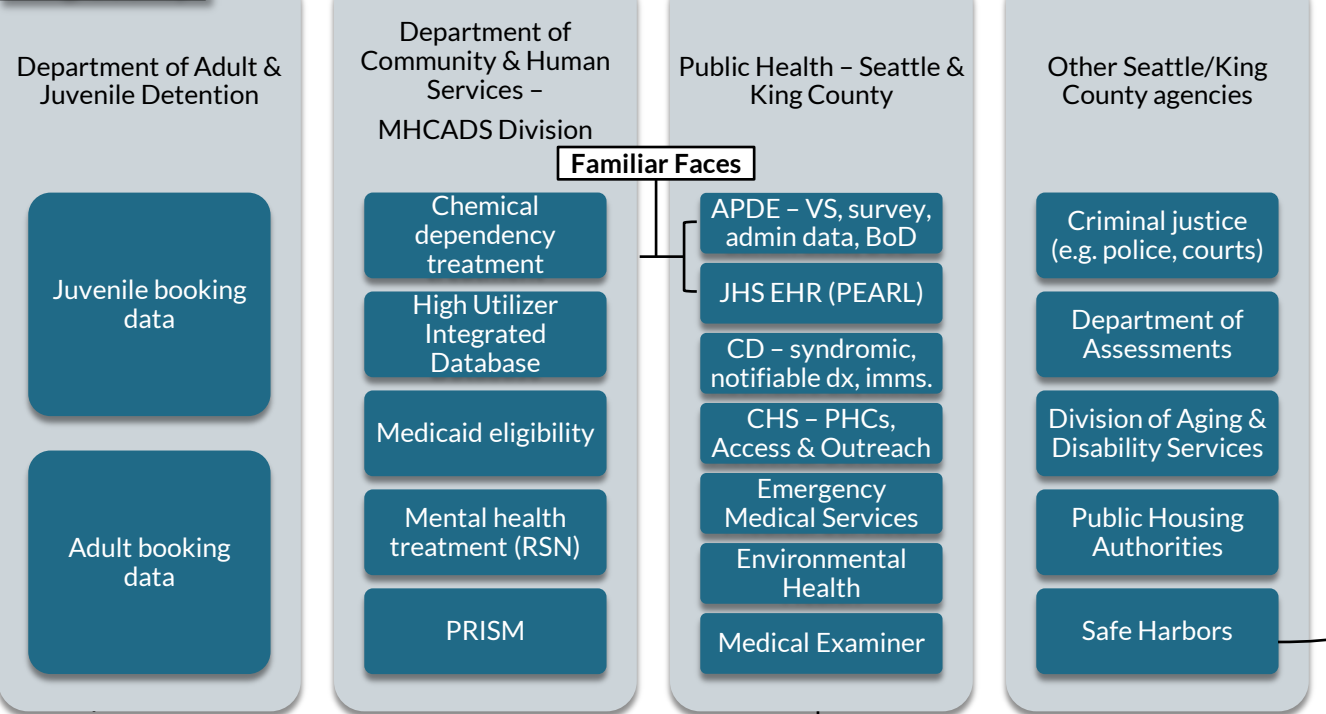 Department of Adult &
Juvenile Detention
Juvenile booking
data
Adult booking
data
Department of
Community & Human
Services –
MHCADS Division
Familiar Faces
Chemical
dependency
treatment
High Utilizer
Integrated
Database
Medicaid eligibility
Mental health
treatment (RSN)
PRISM
Public Health – Seattle &
King County
APDE – VS, survey,
admin data, BoD
JHS EHR (PEARL)
CD – syndromic,
notifiable dx, imms.
CHS – PHCs,
Access & Outreach
Emergency
Medical Services
Environmental
Health
Medical Examiner
Other Seattle/King
County agencies
Criminal justice
(e.g. police, courts)
Department of
Assessments
Division of Aging &
Disability Services
Public Housing
Authorities
Safe Harbors